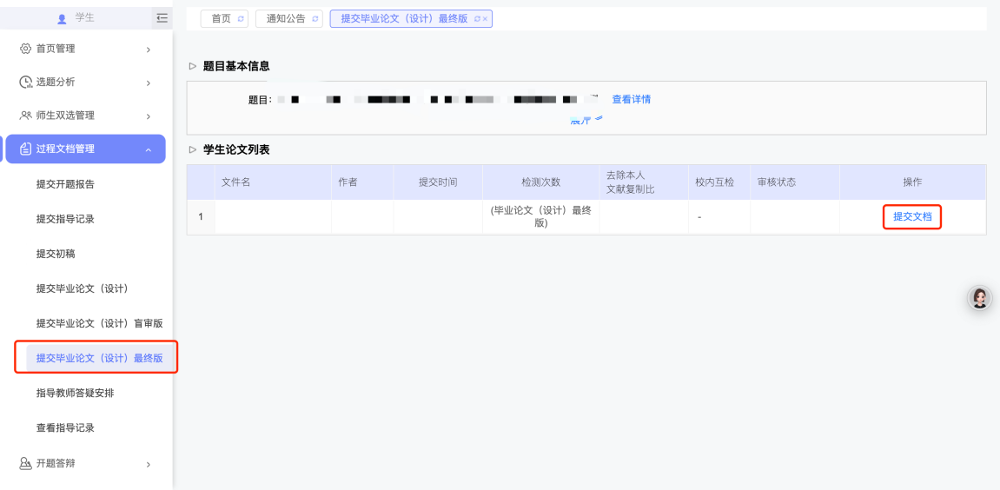 学生
首页管理
选题分析
师生双选管理
过程文档管理
提交开题报告
提交指导记录
提交初稿
提交毕业论文（设计）
提交毕业论文（设计）盲审版
提交毕业论文（设计）最终版
指导教师答疑安排
查看指导记录
开题答辩
首页 通知公告 提交毕业论文（设计）最终版
题目基本信息
题目: 查看详情
展开
学生论文列表
文件名 作者 提交时间 检测次数 去除本人 校内互检 审核状态 操作
文献复制比
1 (毕业论文（设计）最终 - 提交文档
版)